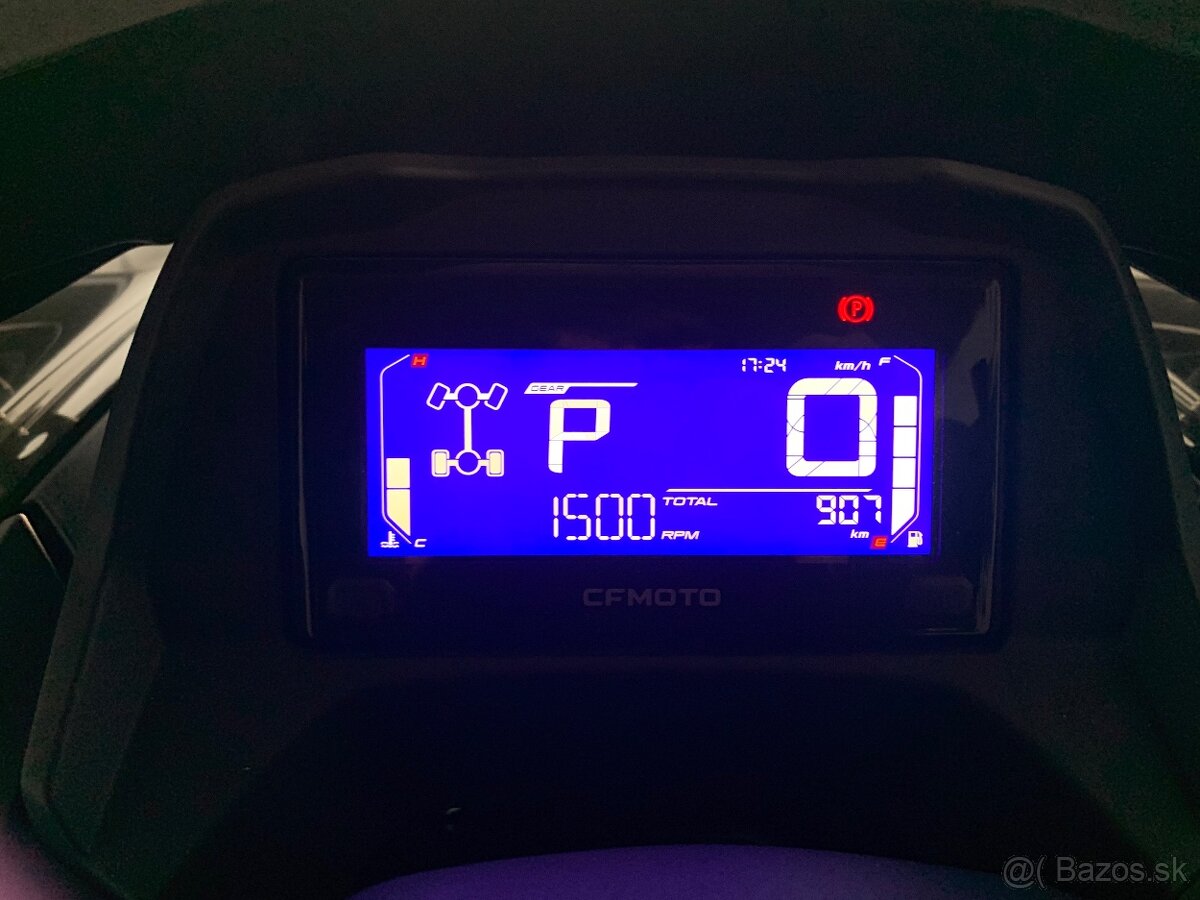 P
H 17:24 km/h F
GEAR
P 0
1500 RPM TOTAL 907 km
C E
CFMOTO
@( Bazos.sk